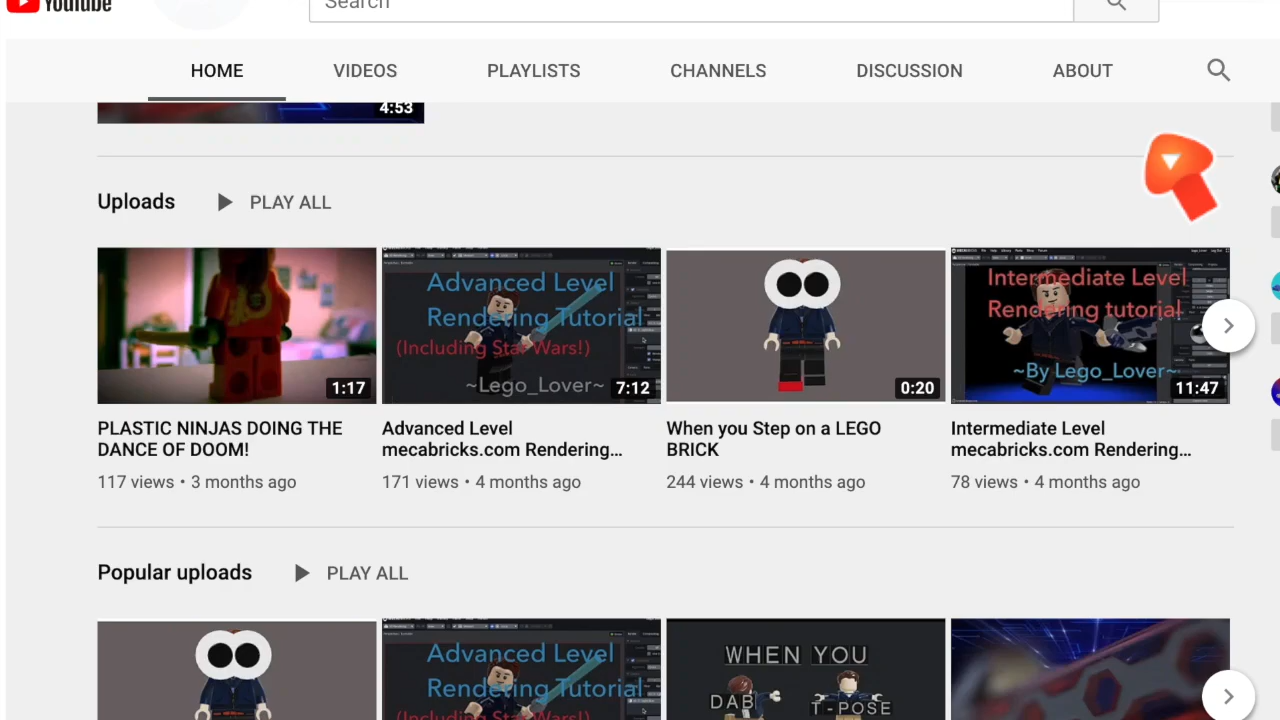 YouTube
Search
HOME VIDEOS PLAYLISTS CHANNELS DISCUSSION ABOUT
4:53
Uploads PLAY ALL
Advanced Level
Rendering Tutorial
(Including Star Wars!)
~Lego_Lover~
Intermediate Level
Rendering tutorial
~By Lego_Lover~
1:17 7:12 0:20 11:47
PLASTIC NINJAS DOING THE
DANCE OF DOOM!
117 views • 3 months ago
Advanced Level
mecabricks.com Rendering...
171 views • 4 months ago
When you Step on a LEGO
BRICK
244 views • 4 months ago
Intermediate Level
mecabricks.com Rendering...
78 views • 4 months ago
Popular uploads PLAY ALL
Advanced Level
Rendering Tutorial
(Including Star Wars!)
WHEN YOU
DAB T-POSE